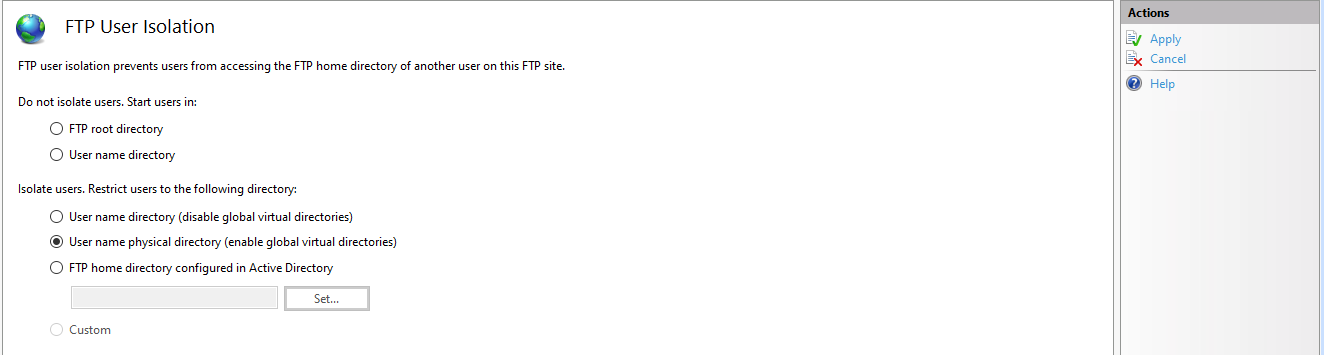 FTP User Isolation
FTP user isolation prevents users from accessing the FTP home directory of another user on this FTP site.
Do not isolate users. Start users in:
FTP root directory
User name directory
Isolate users. Restrict users to the following directory:
User name directory (disable global virtual directories)
User name physical directory (enable global virtual directories)
FTP home directory configured in Active Directory
Set...
Custom
Actions
Apply
Cancel
Help